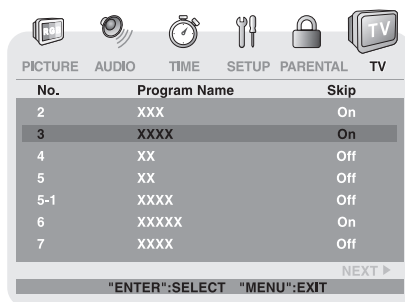 RGB TV
PICTURE AUDIO TIME SETUP PARENTAL TV
No. Program Name Skip
2 XXX On
3 XXXX On
4 XX Off
5 XX Off
5-1 XXXX Off
6 XXXXX On
7 XXXX Off
NEXT ▶
"ENTER":SELECT "MENU":EXIT